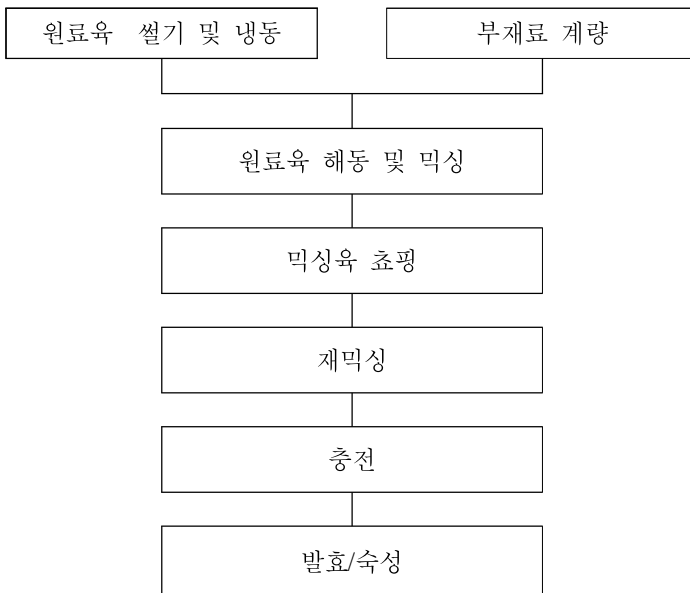 원료육 썰기 및 냉동
부재료 계량
원료육 해동 및 믹싱
믹싱육 쵸핑
재믹싱
충전
발효/숙성